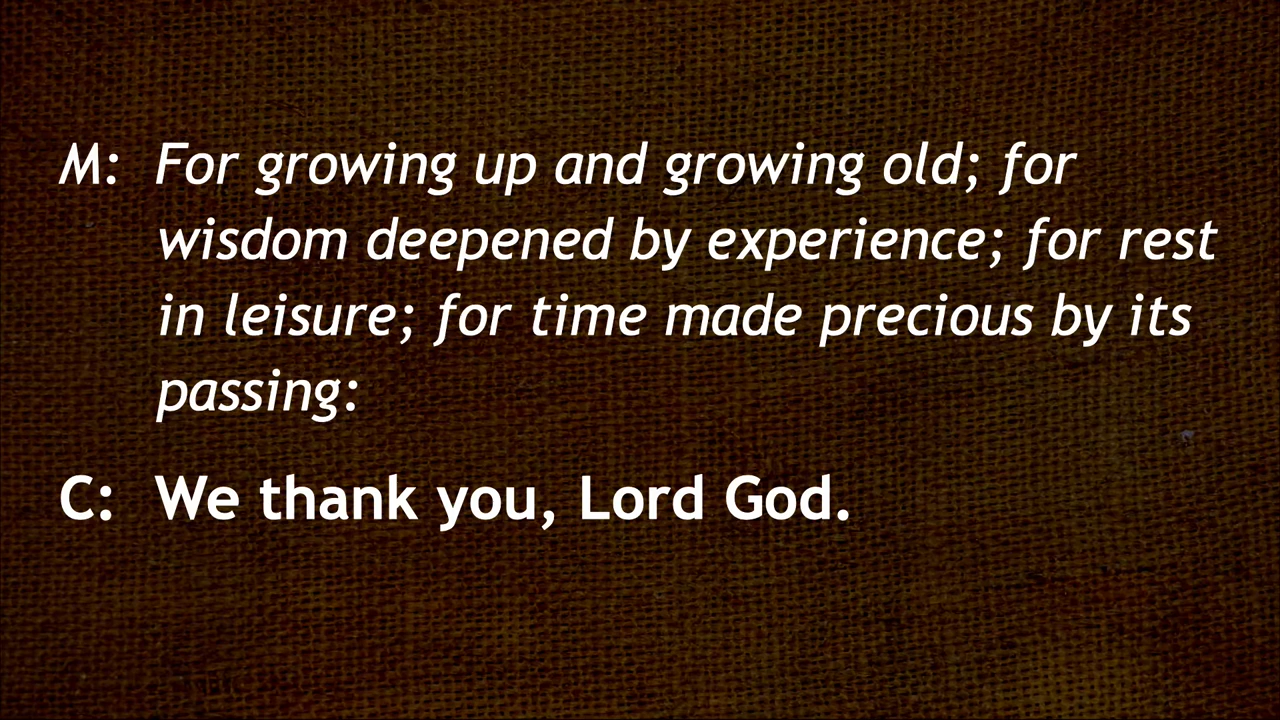 M: For growing up and growing old; for
wisdom deepened by experience; for rest
in leisure; for time made precious by its
passing:
C: We thank you, Lord God.